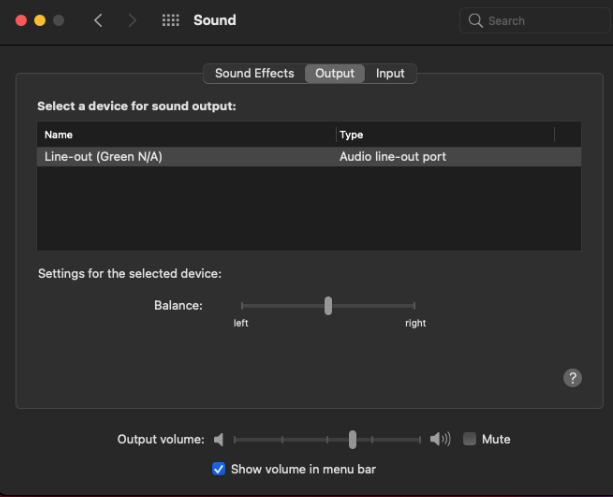 Sound
Search
Sound Effects Output Input
Select a device for sound output:
Name Type
Line-out (Green N/A) Audio line-out port
Settings for the selected device:
Balance:
left right
?
Output volume: Mute
Show volume in menu bar